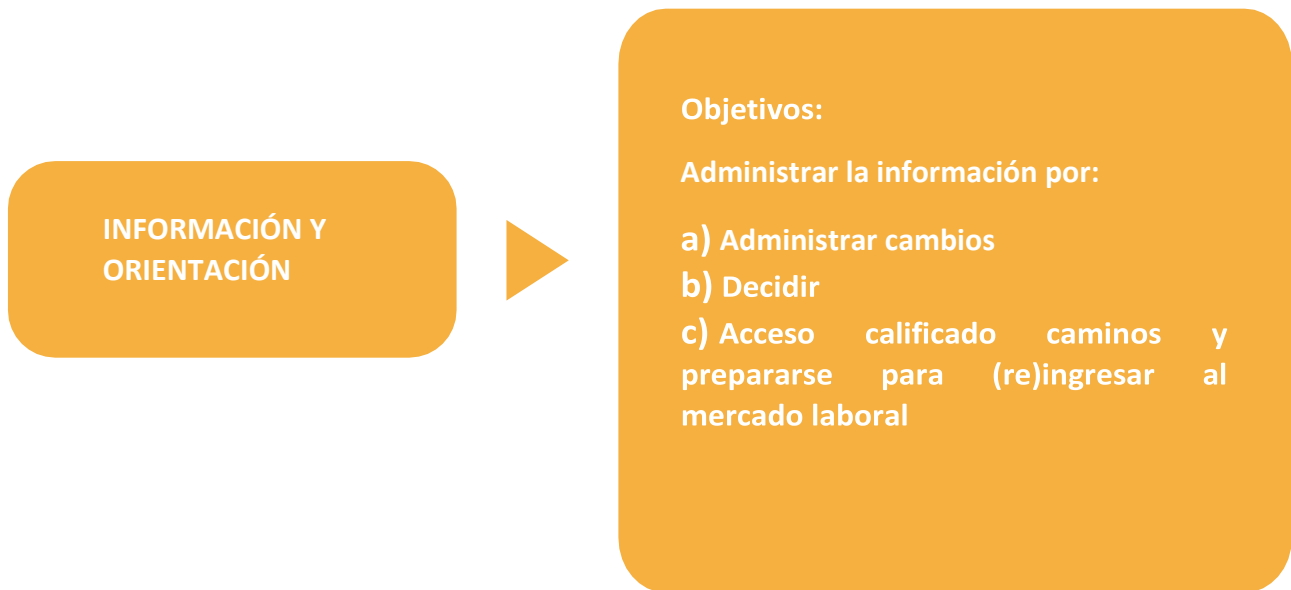 INFORMACIÓN Y
ORIENTACIÓN
Objetivos:
Administrar la información por:
a) Administrar cambios
b) Decidir
c) Acceso calificado caminos y
prepararse para (re)ingresar al
mercado laboral